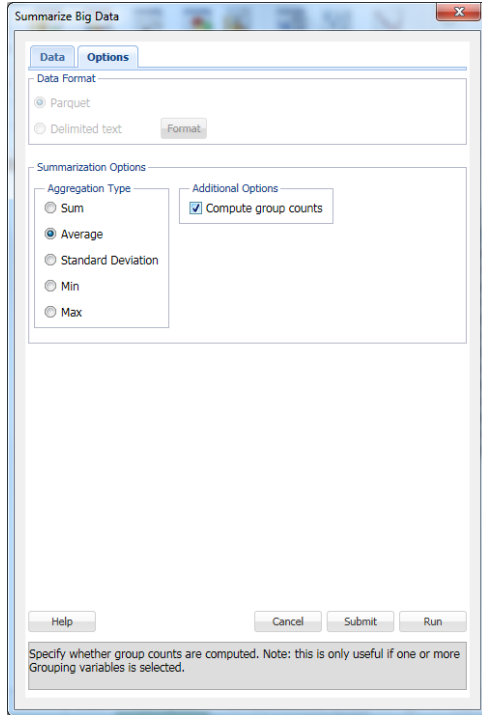 Summarize Big Data
Data Options
Data Format
Parquet
Delimited text Format
Summarization Options
Aggregation Type Additional Options
Sum Compute group counts
Average
Standard Deviation
Min
Max
Help Cancel Submit Run
Specify whether group counts are computed. Note: this is only useful if one or more
Grouping variables is selected.